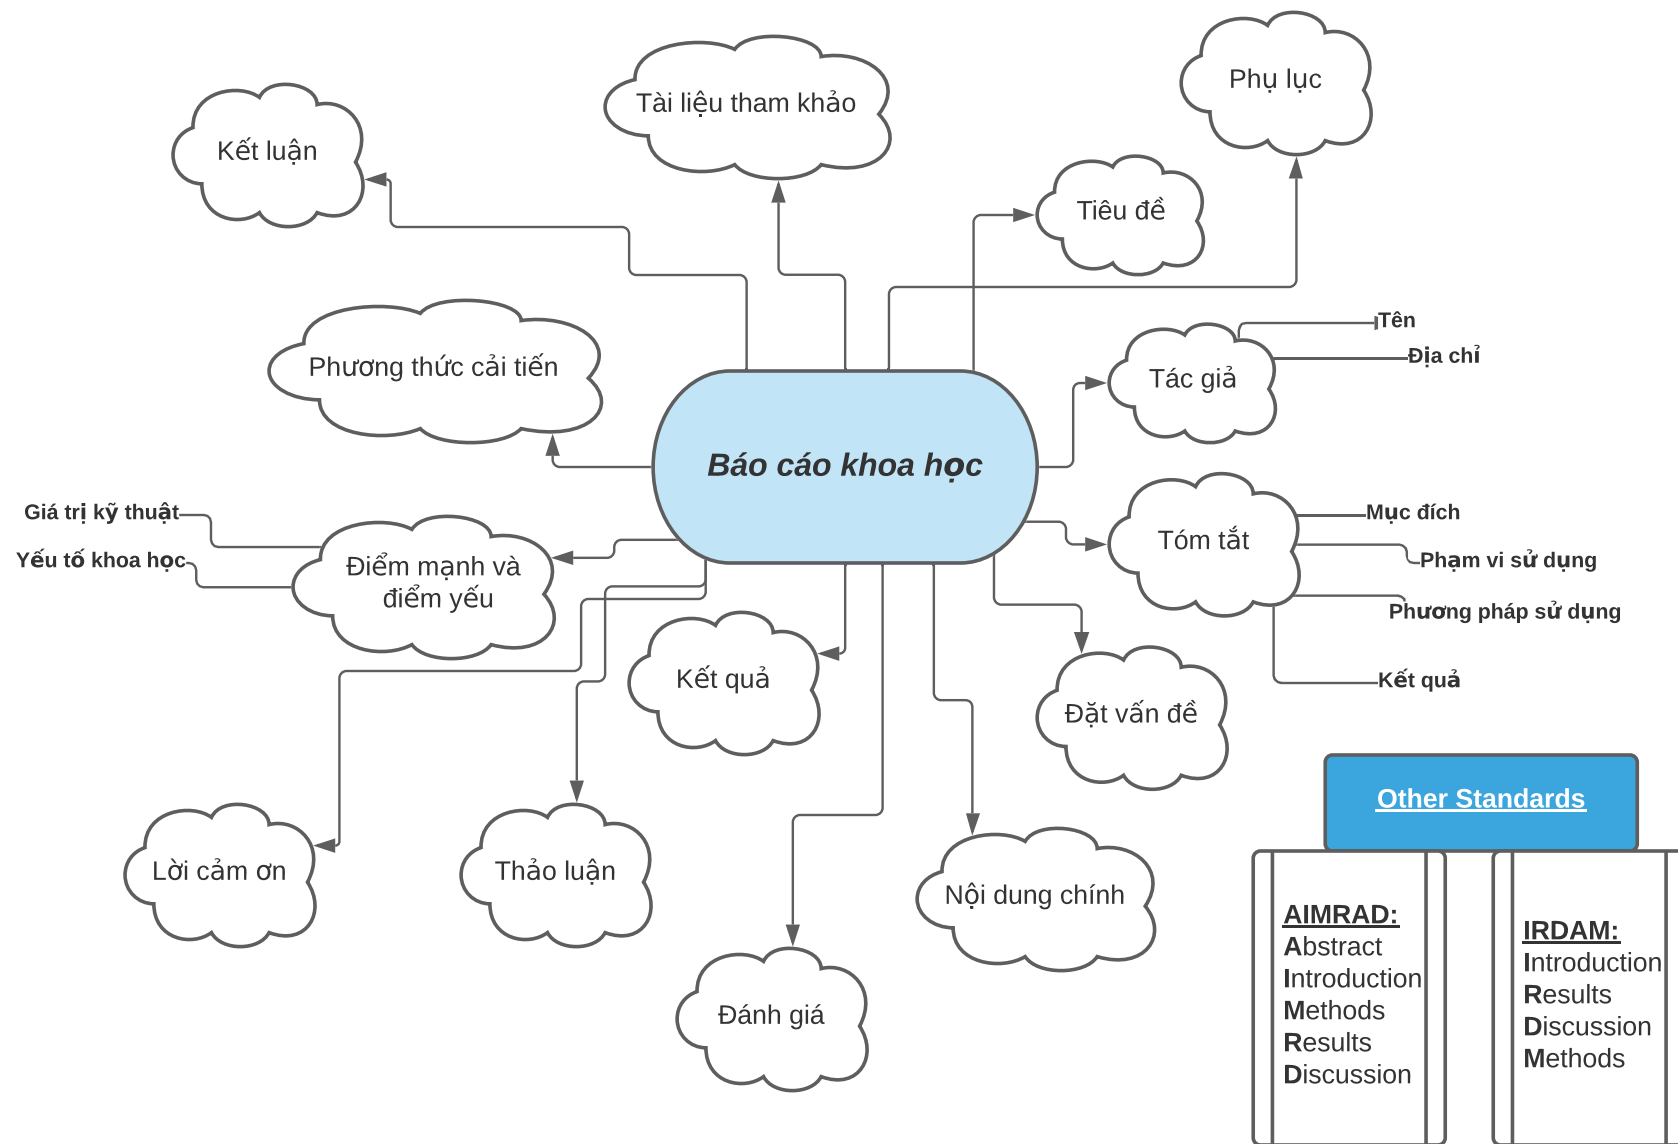 Phụ lục
Tài liệu tham khảo
Kết luận
Tiêu đề
Tên
Địa chỉ
Tác giả
Phương thức cải tiến
Báo cáo khoa học
Giá trị kỹ thuật
Yếu tố khoa học
Điểm mạnh và
điểm yếu
Tóm tắt
Mục đích
Phạm vi sử dụng
Phương pháp sử dụng
Kết quả
Kết quả
Đặt vấn đề
Lời cảm ơn
Thảo luận
Nội dung chính
Đánh giá
Other Standards
AIMRAD:
Abstract
Introduction
Methods
Results
Discussion
IRDAM:
Introduction
Results
Discussion
Methods